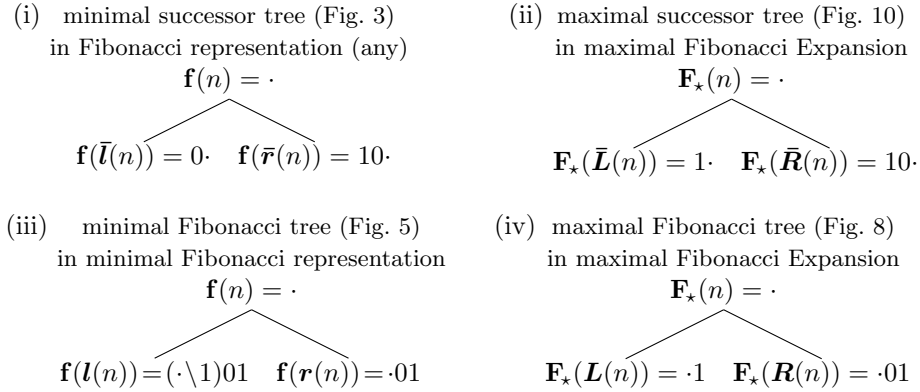 (i) minimal successor tree (Fig. 3)
in Fibonacci representation (any)
f(n) = ·
f(l̄(n)) = 0· f(r̄(n)) = 10·
(ii) maximal successor tree (Fig. 10)
in maximal Fibonacci Expansion
F⋆(n) = ·
F⋆(L̄(n)) = 1· F⋆(R̄(n)) = 10·
(iii) minimal Fibonacci tree (Fig. 5)
in minimal Fibonacci representation
f(n) = ·
f(l(n))=(·\1)01 f(r(n))=·01
(iv) maximal Fibonacci tree (Fig. 8)
in maximal Fibonacci Expansion
F⋆(n) = ·
F⋆(L(n)) = ·1 F⋆(R(n)) = ·01